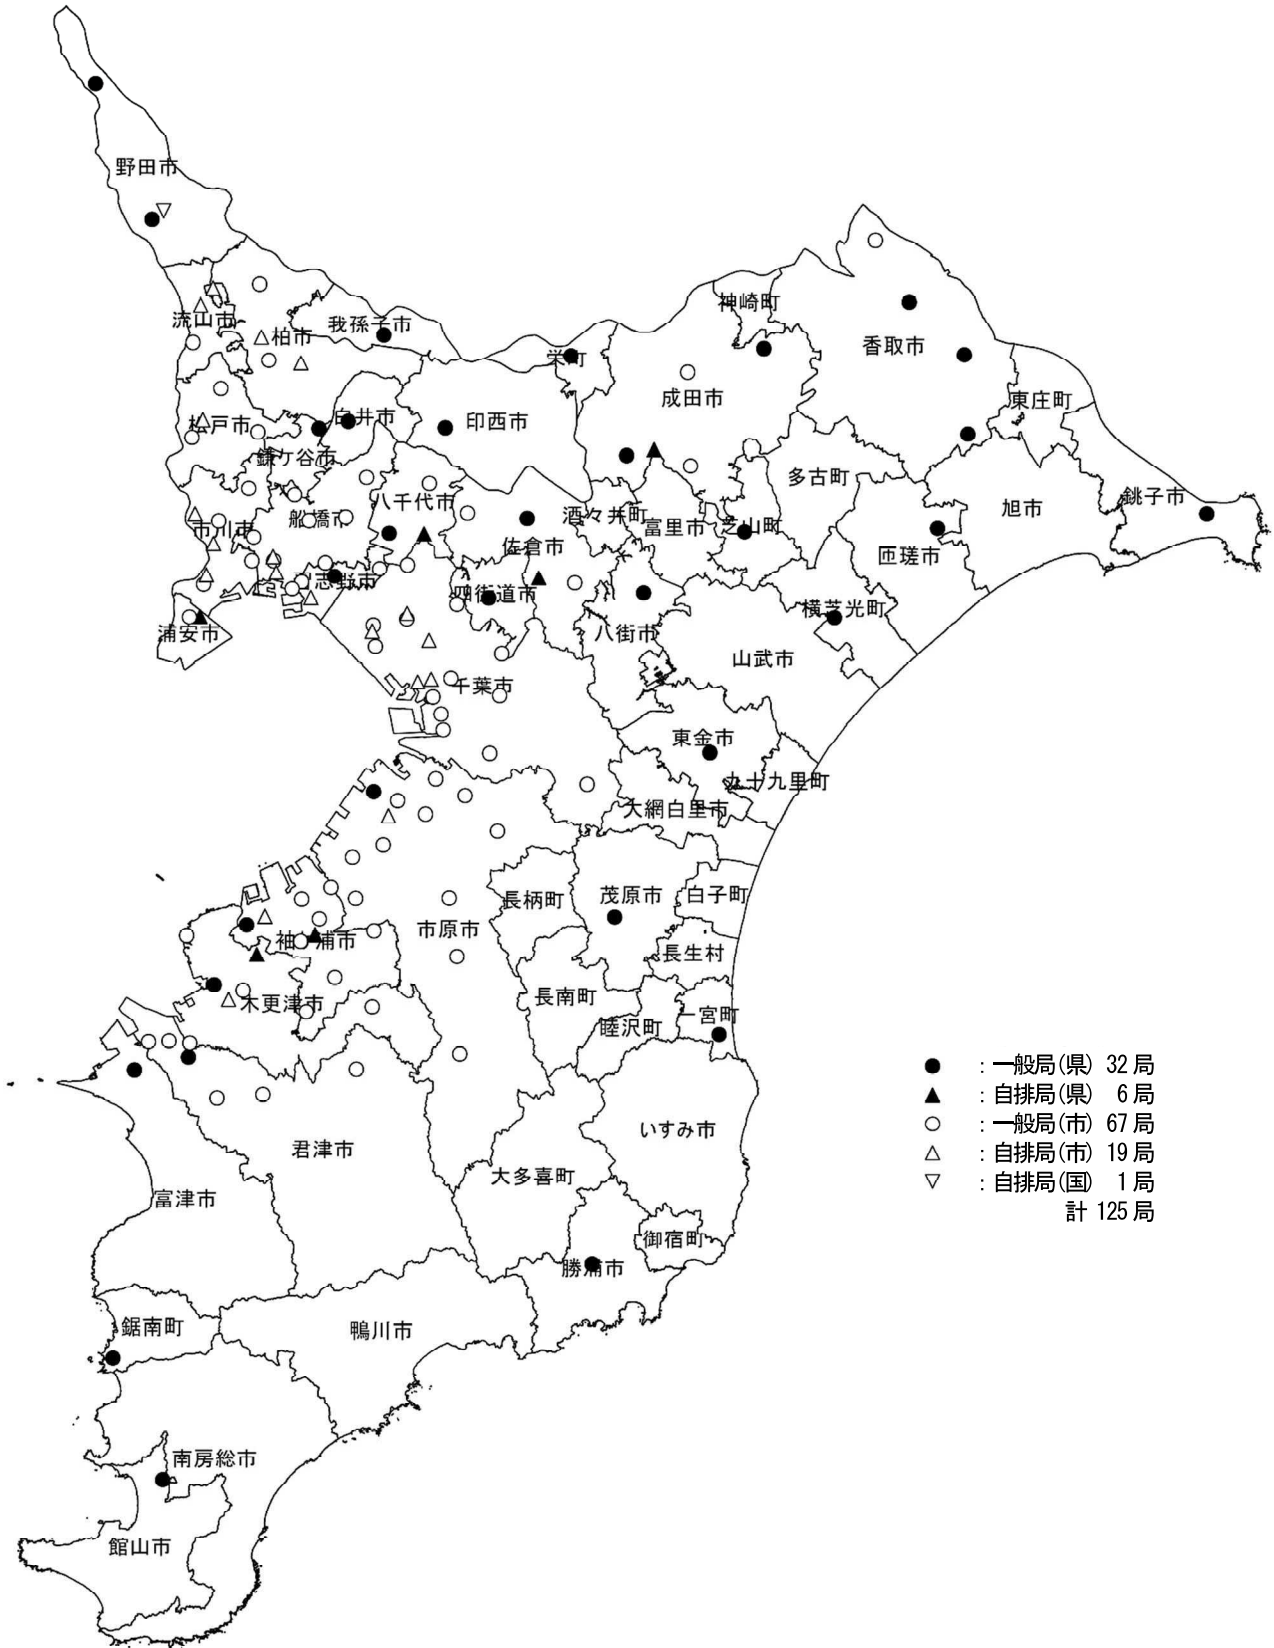 野田市
神崎町
流山市
我孫子市
柏市
香取市
栄町
成田市
東庄町
白井市
印西市
松戸市
鎌ケ谷市
多古町
銚子市
八千代市
旭市
酒々井町
船橋市
市川市
富里市
芝山町
佐倉市
匝瑳市
習志野市
四街道市
横芝光町
浦安市
八街市
山武市
千葉市
東金市
九十九里町
大網白里市
長柄町
茂原市
白子町
市原市
袖ケ浦市
長生村
長南町
木更津市
一宮町
睦沢町
いすみ市
君津市
大多喜町
富津市
御宿町
勝浦市
鋸南町
鴨川市
南房総市
館山市
● : 一般局(県) 32局
▲ : 自排局(県) 6局
○ : 一般局(市) 67局
△ : 自排局(市) 19局
▽ : 自排局(国) 1局
計 125局